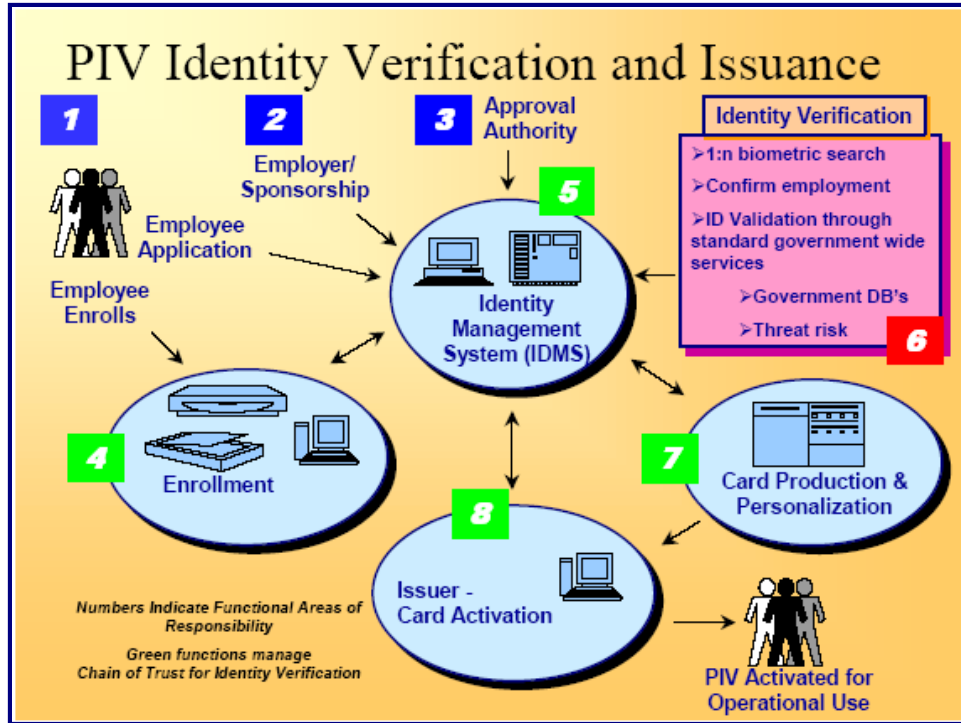 PIV Identity Verification and Issuance
1
2
3
Approval
Authority
Identity Verification
➢1:n biometric search
➢Confirm employment
➢ID Validation through
standard government wide
services
➢Government DB's
➢Threat risk
6
Employer/
Sponsorship
Employee
Application
Employee
Enrolls
5
Identity
Management
System (IDMS)
4
Enrollment
7
Card Production &
Personalization
8
Issuer -
Card Activation
Numbers Indicate Functional Areas of
Responsibility
Green functions manage
Chain of Trust for Identity Verification
PIV Activated for
Operational Use